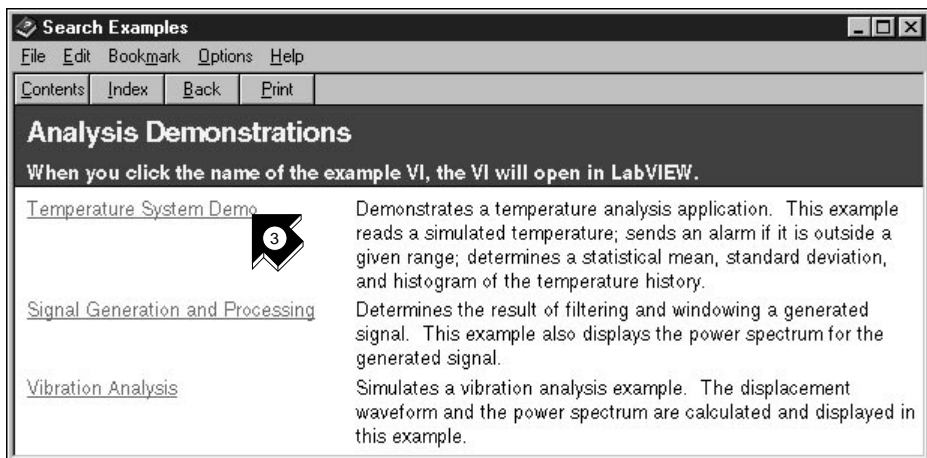 Search Examples
File Edit Bookmark Options Help
Contents Index Back Print
Analysis Demonstrations
When you click the name of the example VI, the VI will open in LabVIEW.
Temperature System Demo
3
Demonstrates a temperature analysis application. This example
reads a simulated temperature; sends an alarm if it is outside a
given range; determines a statistical mean, standard deviation,
and histogram of the temperature history.
Signal Generation and Processing
Determines the result of filtering and windowing a generated
signal. This example also displays the power spectrum for the
generated signal.
Vibration Analysis
Simulates a vibration analysis example. The displacement
waveform and the power spectrum are calculated and displayed in
this example.